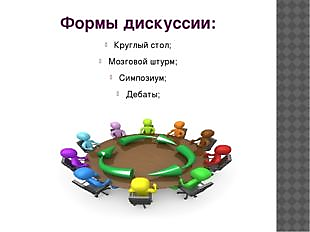 Формы дискуссии:
Круглый стол;
Мозговой штурм;
Симпозиум;
Дебаты;